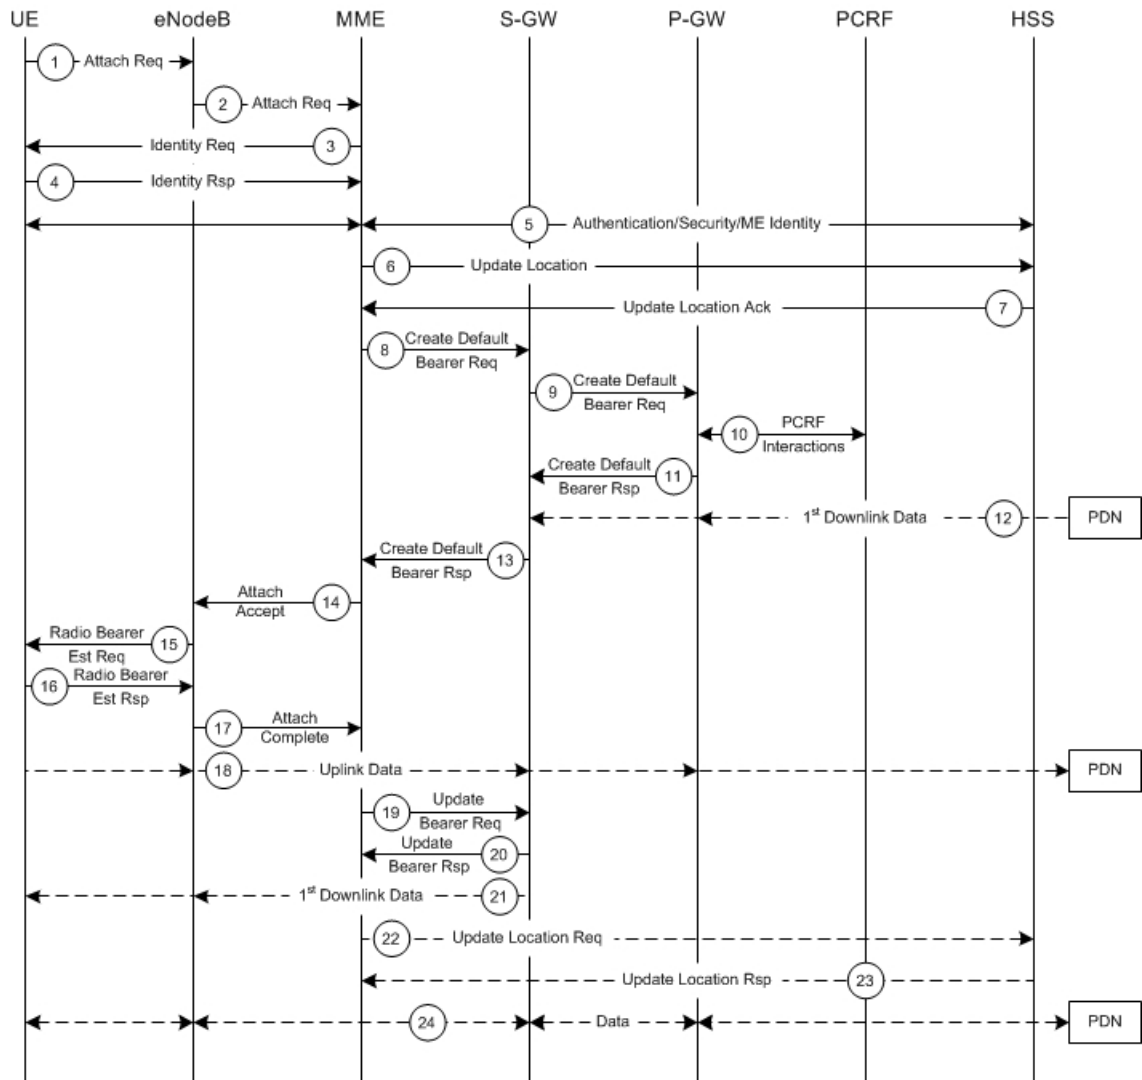 UE eNodeB MME S-GW P-GW PCRF HSS
1 Attach Req
2 Attach Req
Identity Req 3
4 Identity Rsp
5 Authentication/Security/ME Identity
6 Update Location
Update Location Ack 7
8 Create Default
Bearer Req
9 Create Default
Bearer Req
10 PCRF
Interactions
Create Default 11
Bearer Rsp
1st Downlink Data 12 PDN
Create Default 13
Bearer Rsp
Attach 14
Accept
Radio Bearer 15
Est Req
16 Radio Bearer
Est Rsp
17 Attach
Complete
18 Uplink Data PDN
19 Update
Bearer Req
Update 20
Bearer Rsp
1st Downlink Data 21
22 Update Location Req
Update Location Rsp 23
24 Data PDN